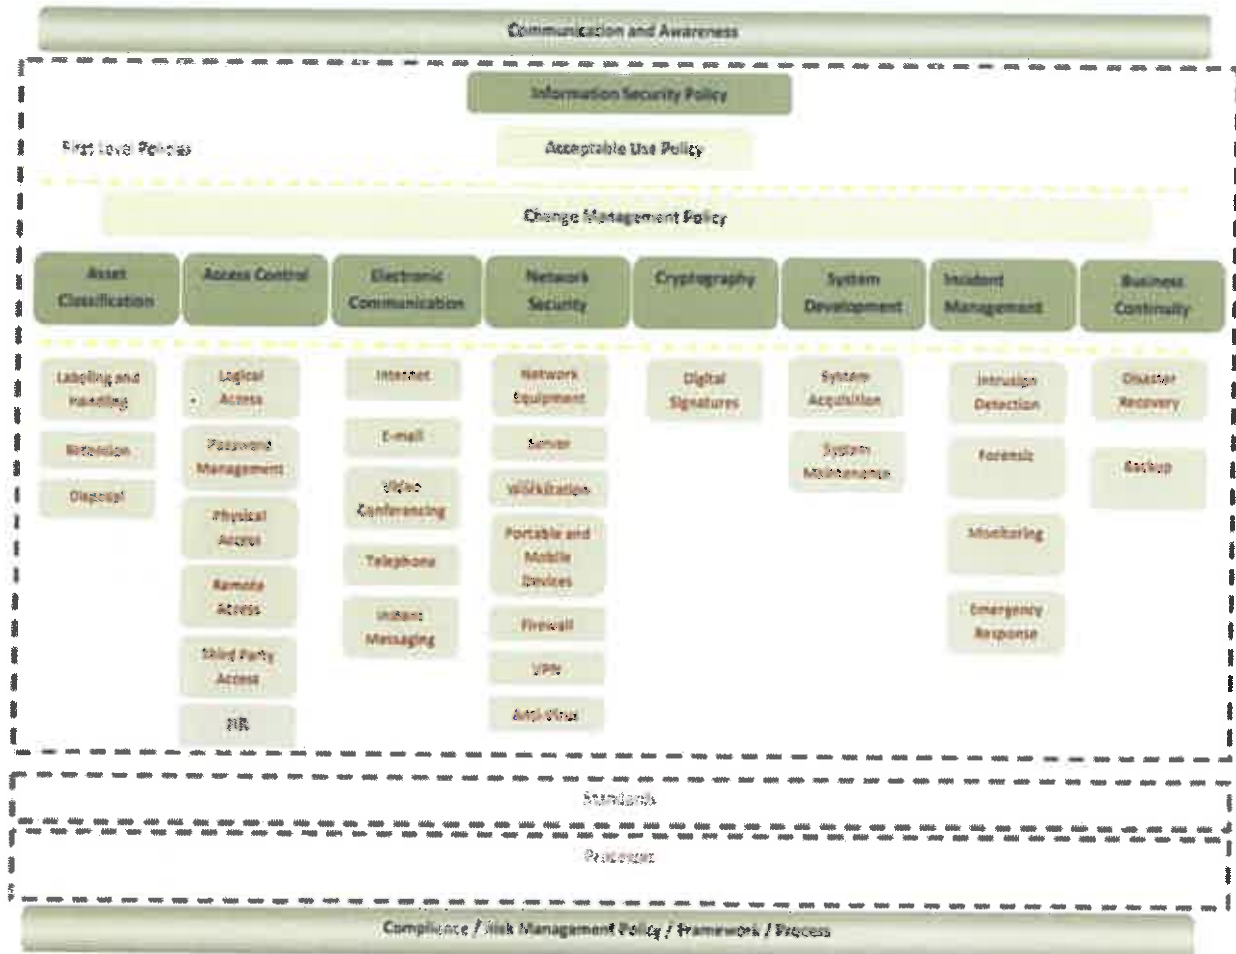 Communication and Awareness
Information Security Policy
First Level Policies
Acceptable Use Policy
Change Management Policy
Asset
Classification
Access Control
Electronic
Communication
Network
Security
Cryptography
System
Development
Incident
Management
Business
Continuity
Labeling and
Handling
Retension
Disposal
Logical
Access
Password
Management
Physical
Access
Remote
Access
Third Party
Access
HR
Internet
E-mail
Video
Conferencing
Telephone
Instant
Messaging
Network
Equipment
Server
Workstation
Portable and
Mobile
Devices
Firewall
VPN
Anti-Virus
Digital
Signatures
System
Acquisition
System
Maintenance
Intrusion
Detection
Forensic
Monitoring
Emergency
Response
Disaster
Recovery
Backup
Standards
Processes
Compliance / Risk Management Policy / Framework / Process